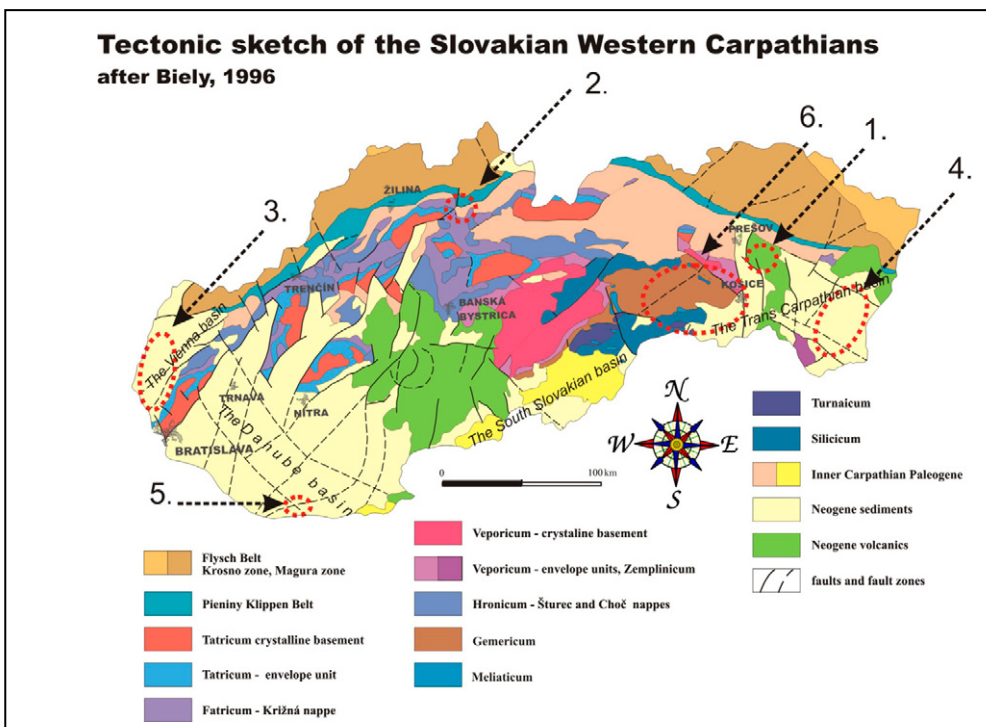 Tectonic sketch of the Slovakian Western Carpathians
after Biely, 1996
2.
6.
1.
4.
3.
5.
ŽILINA
PREŠOV
TRENČÍN
KOŠICE
BANSKÁ
BYSTRICA
The Vienna basin
The Trans Carpathian basin
TRNAVA
NITRA
BRATISLAVA
The Danube basin
The South Slovakian basin
N
W
E
S
0
100 km
Flysch Belt
Krosno zone, Magura zone
Pieniny Klippen Belt
Tatricum crystalline basement
Tatricum - envelope unit
Fatricum - Križná nappe
Veporicum - crystaline basement
Veporicum - envelope units, Zemplinicum
Hronicum - Šturec and Choč nappes
Gemericum
Meliaticum
Turnaicum
Silicicum
Inner Carpathian Paleogene
Neogene sediments
Neogene volcanics
faults and fault zones